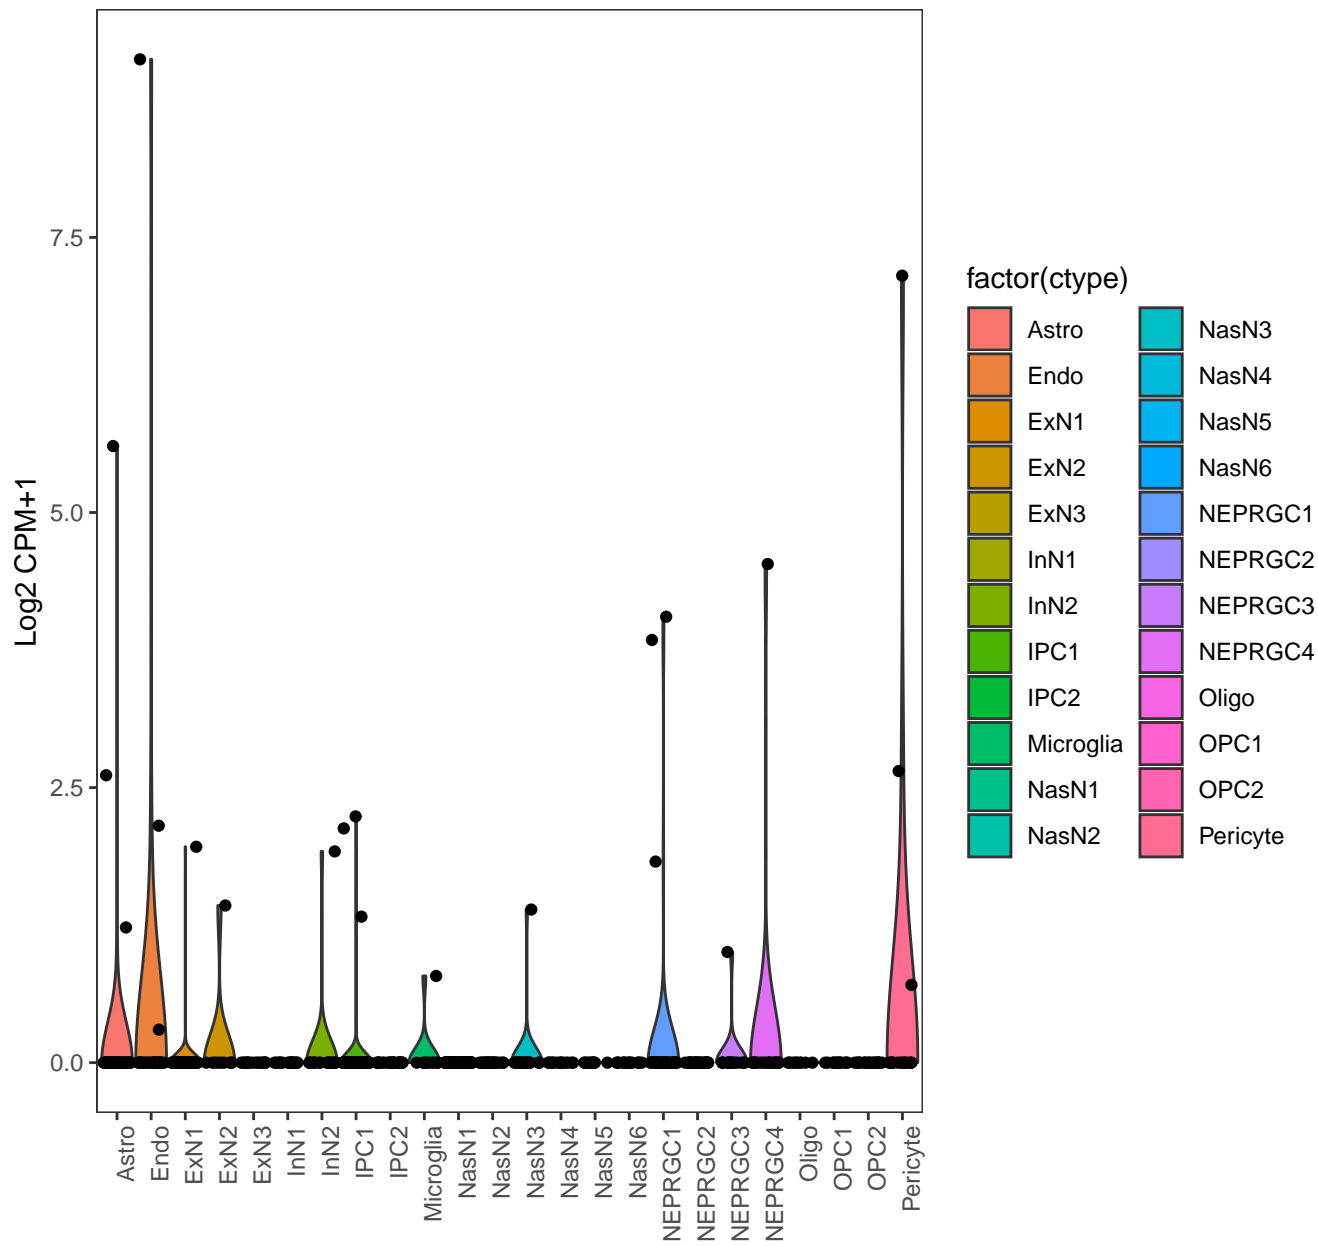 Log2 CPM+1
7.5
5.0
2.5
0.0
Astro
Endo
ExN1
ExN2
ExN3
InN1
InN2
IPC1
IPC2
Microglia
NasN1
NasN2
NasN3
NasN4
NasN5
NasN6
NEPRGC1
NEPRGC2
NEPRGC3
NEPRGC4
Oligo
OPC1
OPC2
Pericyte
factor(ctype)
Astro
Endo
ExN1
ExN2
ExN3
InN1
InN2
IPC1
IPC2
Microglia
NasN1
NasN2
NasN3
NasN4
NasN5
NasN6
NEPRGC1
NEPRGC2
NEPRGC3
NEPRGC4
Oligo
OPC1
OPC2
Pericyte